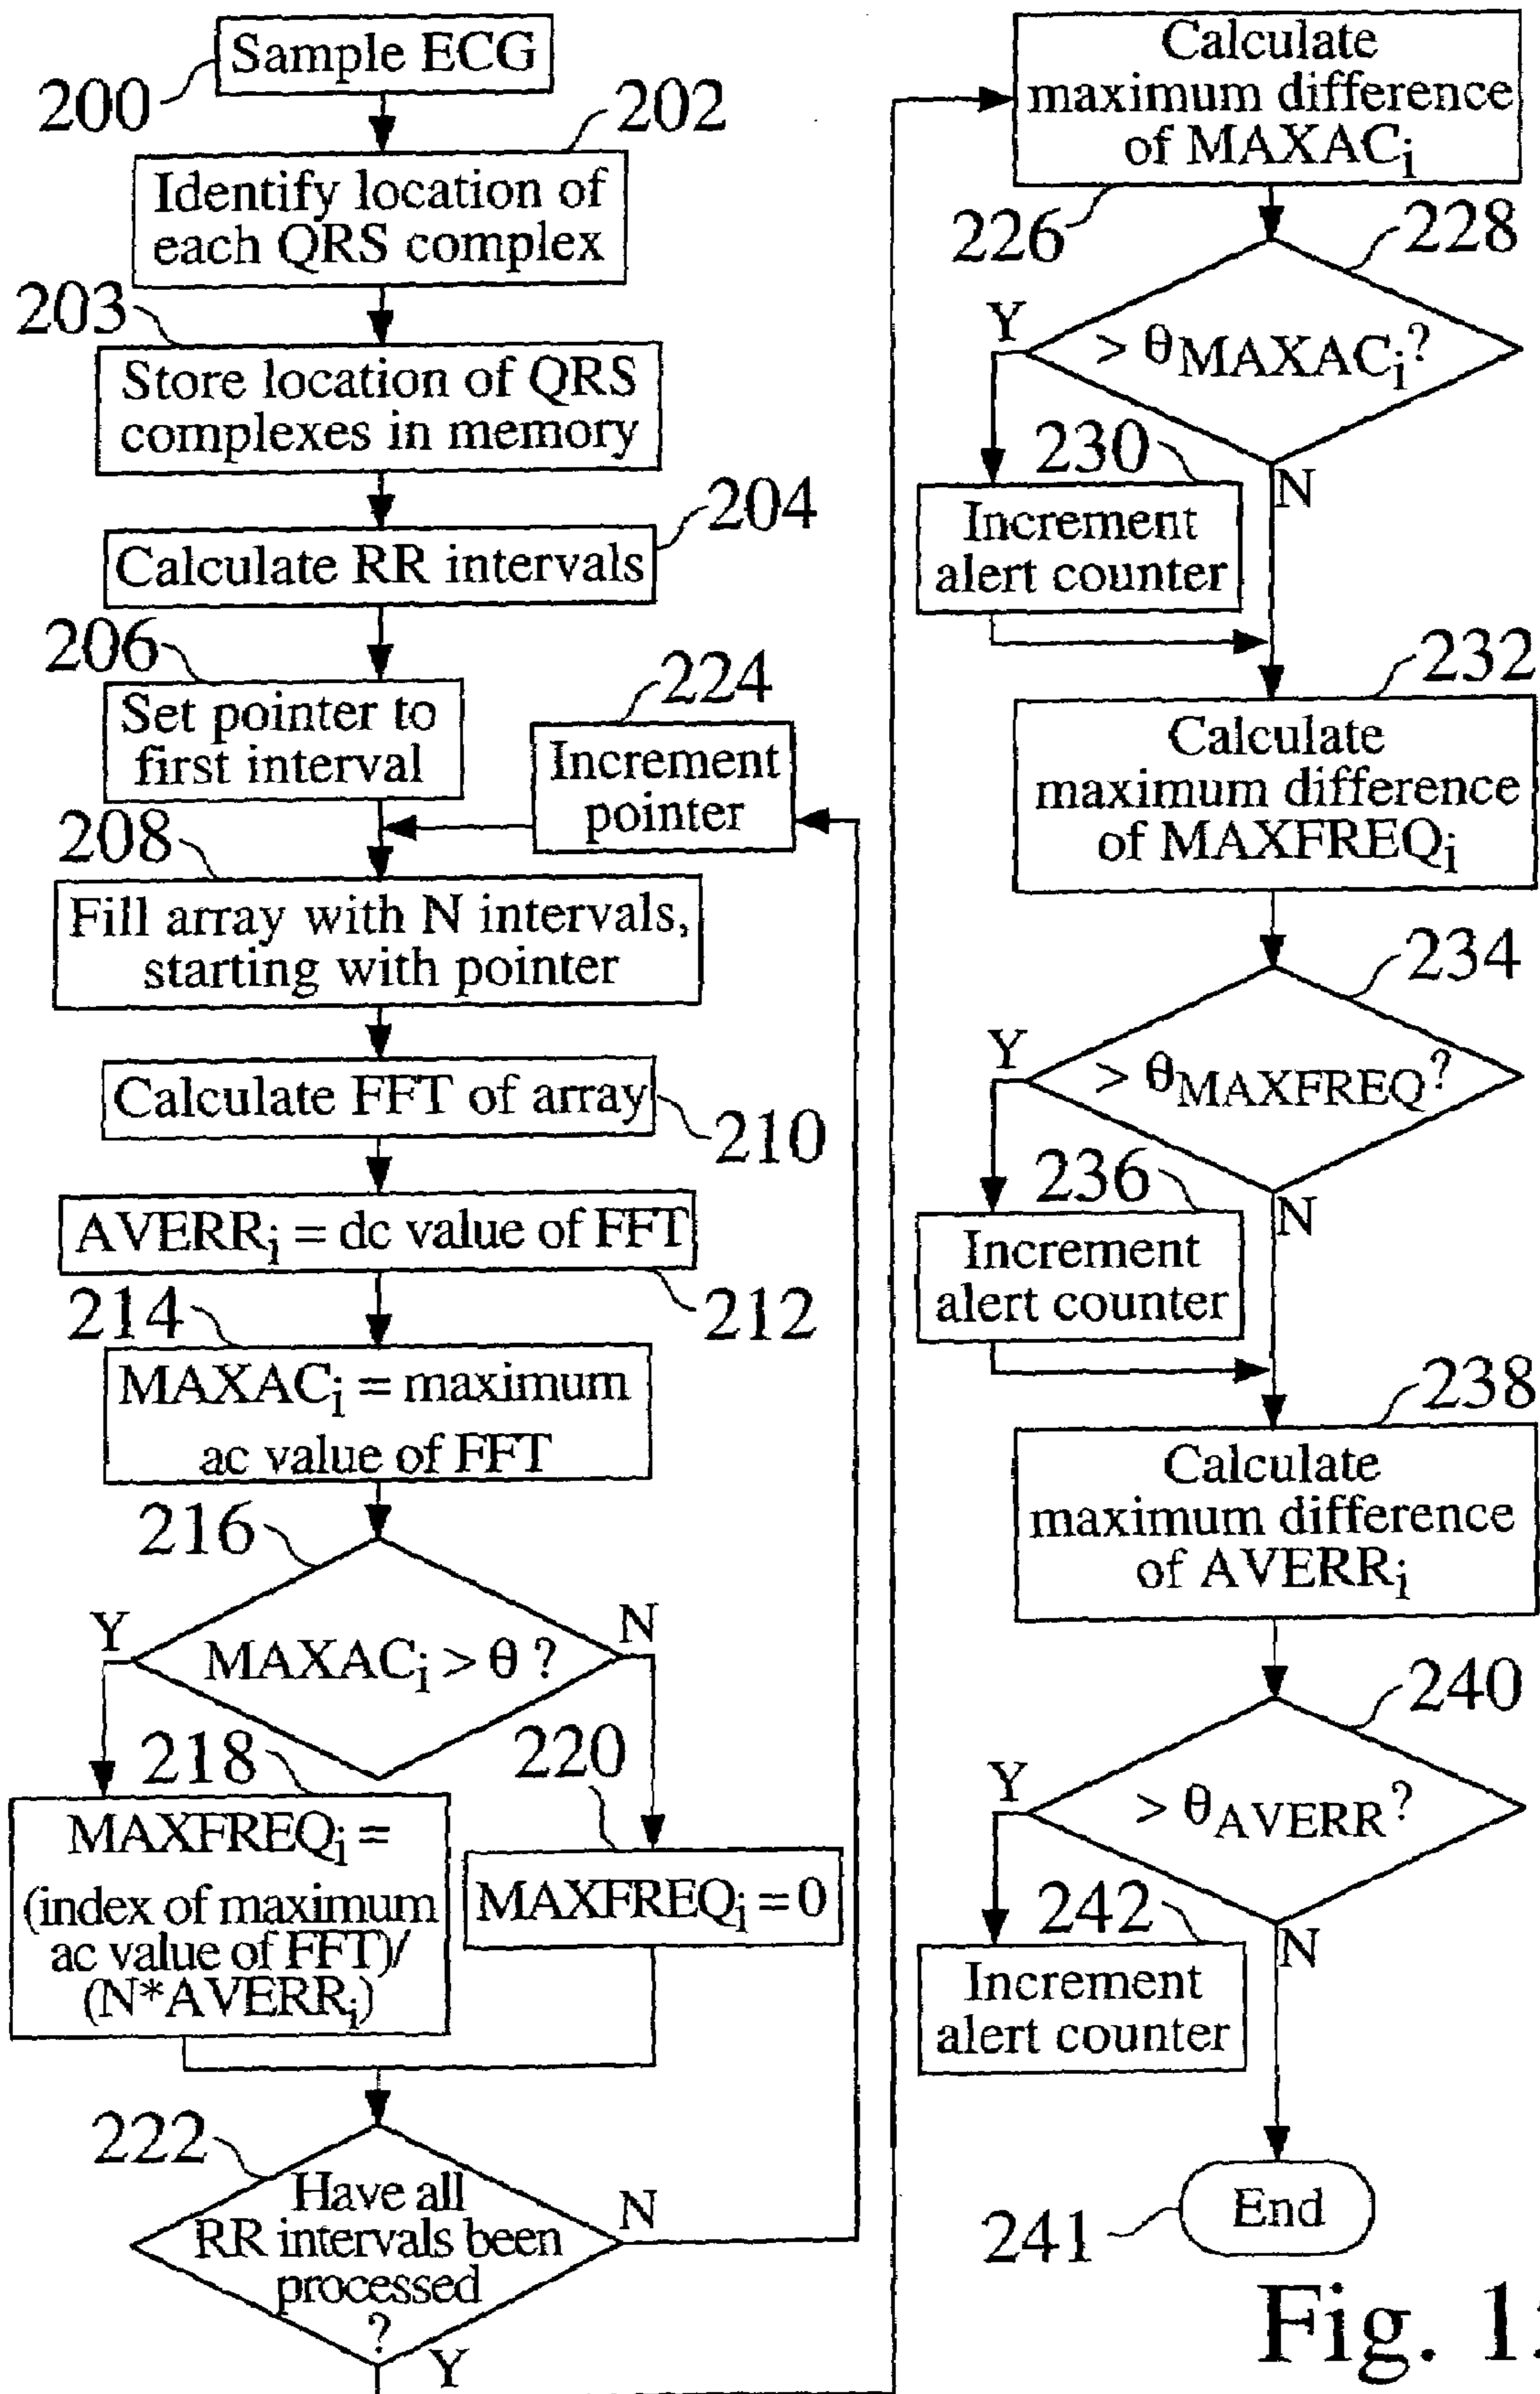 200
Sample ECG
202
Identify location of
each QRS complex
203
Store location of QRS
complexes in memory
204
Calculate RR intervals
206
Set pointer to
first interval
224
Increment
pointer
208
Fill array with N intervals,
starting with pointer
Calculate FFT of array
210
AVERRi = dc value of FFT
212
214
MAXACi = maximum
ac value of FFT
216
Y
MAXACi > θ ?
N
218
MAXFREQi =
(index of maximum
ac value of FFT)/
(N*AVERRi)
220
MAXFREQi = 0
222
Have all
RR intervals been
processed
?
N
Y
Calculate
maximum difference
of MAXACi
226
228
Y
> θMAXACi?
N
230
Increment
alert counter
232
Calculate
maximum difference
of MAXFREQi
234
Y
> θMAXFREQ?
N
236
Increment
alert counter
238
Calculate
maximum difference
of AVERRi
240
Y
> θAVERR?
N
242
Increment
alert counter
241
End
Fig.